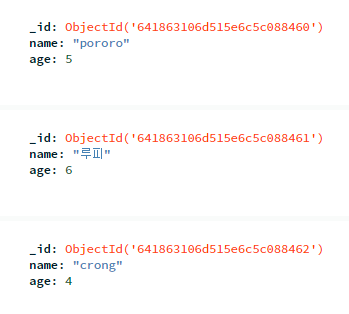 _id: ObjectId('641863106d515e6c5c088460')
name: "pororo"
age: 5
_id: ObjectId('641863106d515e6c5c088461')
name: "루피"
age: 6
_id: ObjectId('641863106d515e6c5c088462')
name: "crong"
age: 4